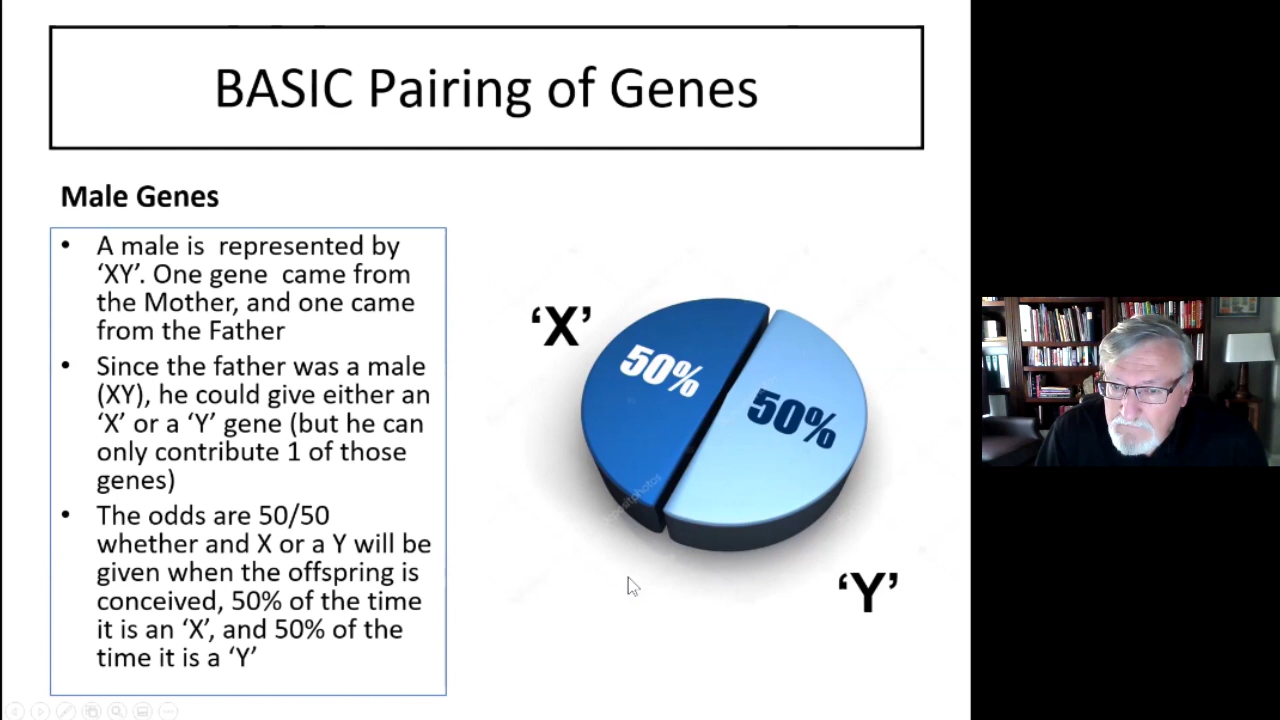 BASIC Pairing of Genes
Male Genes
• A male is represented by
‘XY’. One gene came from
the Mother, and one came
from the Father
• Since the father was a male
(XY), he could give either an
‘X’ or a ‘Y’ gene (but he can
only contribute 1 of those
genes)
• The odds are 50/50
whether and X or a Y will be
given when the offspring is
conceived, 50% of the time
it is an ‘X’, and 50% of the
time it is a ‘Y’
‘X’
50%
50%
‘Y’